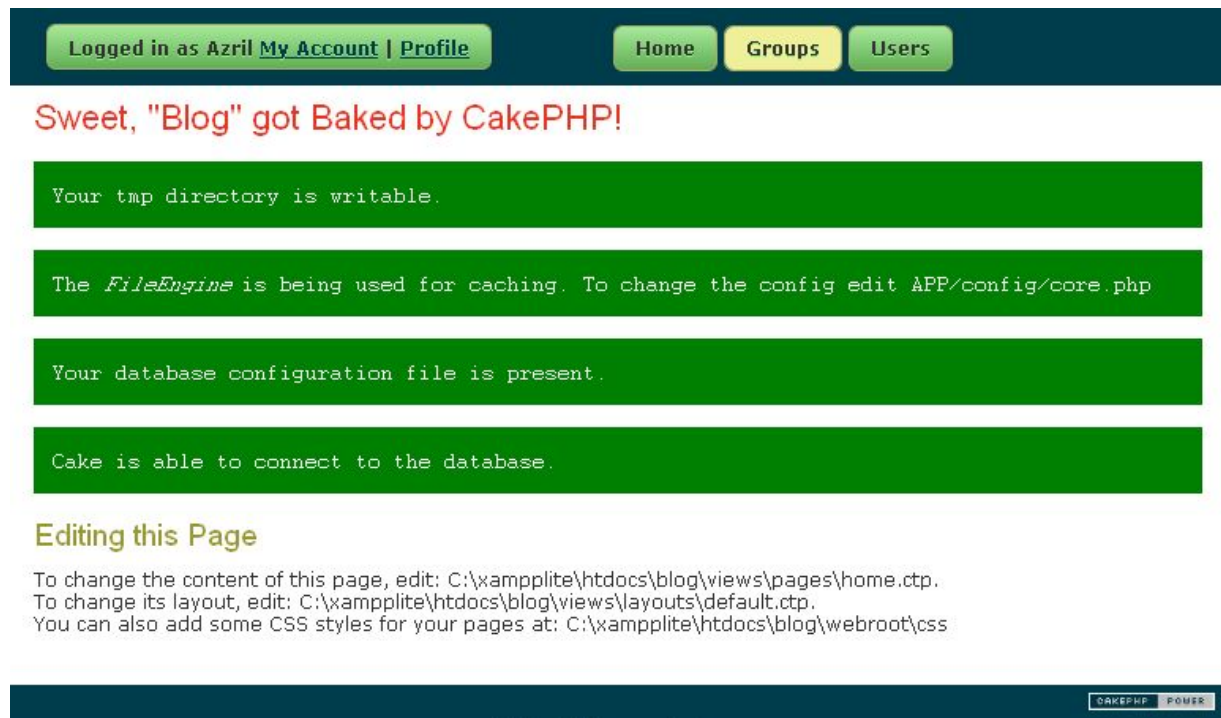 Logged in as Azril My Account | Profile
Home
Groups
Users
Sweet, "Blog" got Baked by CakePHP!
Your tmp directory is writable.
The FileEngine is being used for caching. To change the config edit APP/config/core.php
Your database configuration file is present.
Cake is able to connect to the database.
Editing this Page
To change the content of this page, edit: C:\xampplite\htdocs\blog\views\pages\home.ctp.
To change its layout, edit: C:\xampplite\htdocs\blog\views\layouts\default.ctp.
You can also add some CSS styles for your pages at: C:\xampplite\htdocs\blog\webroot\css
CAKEPHP POWER